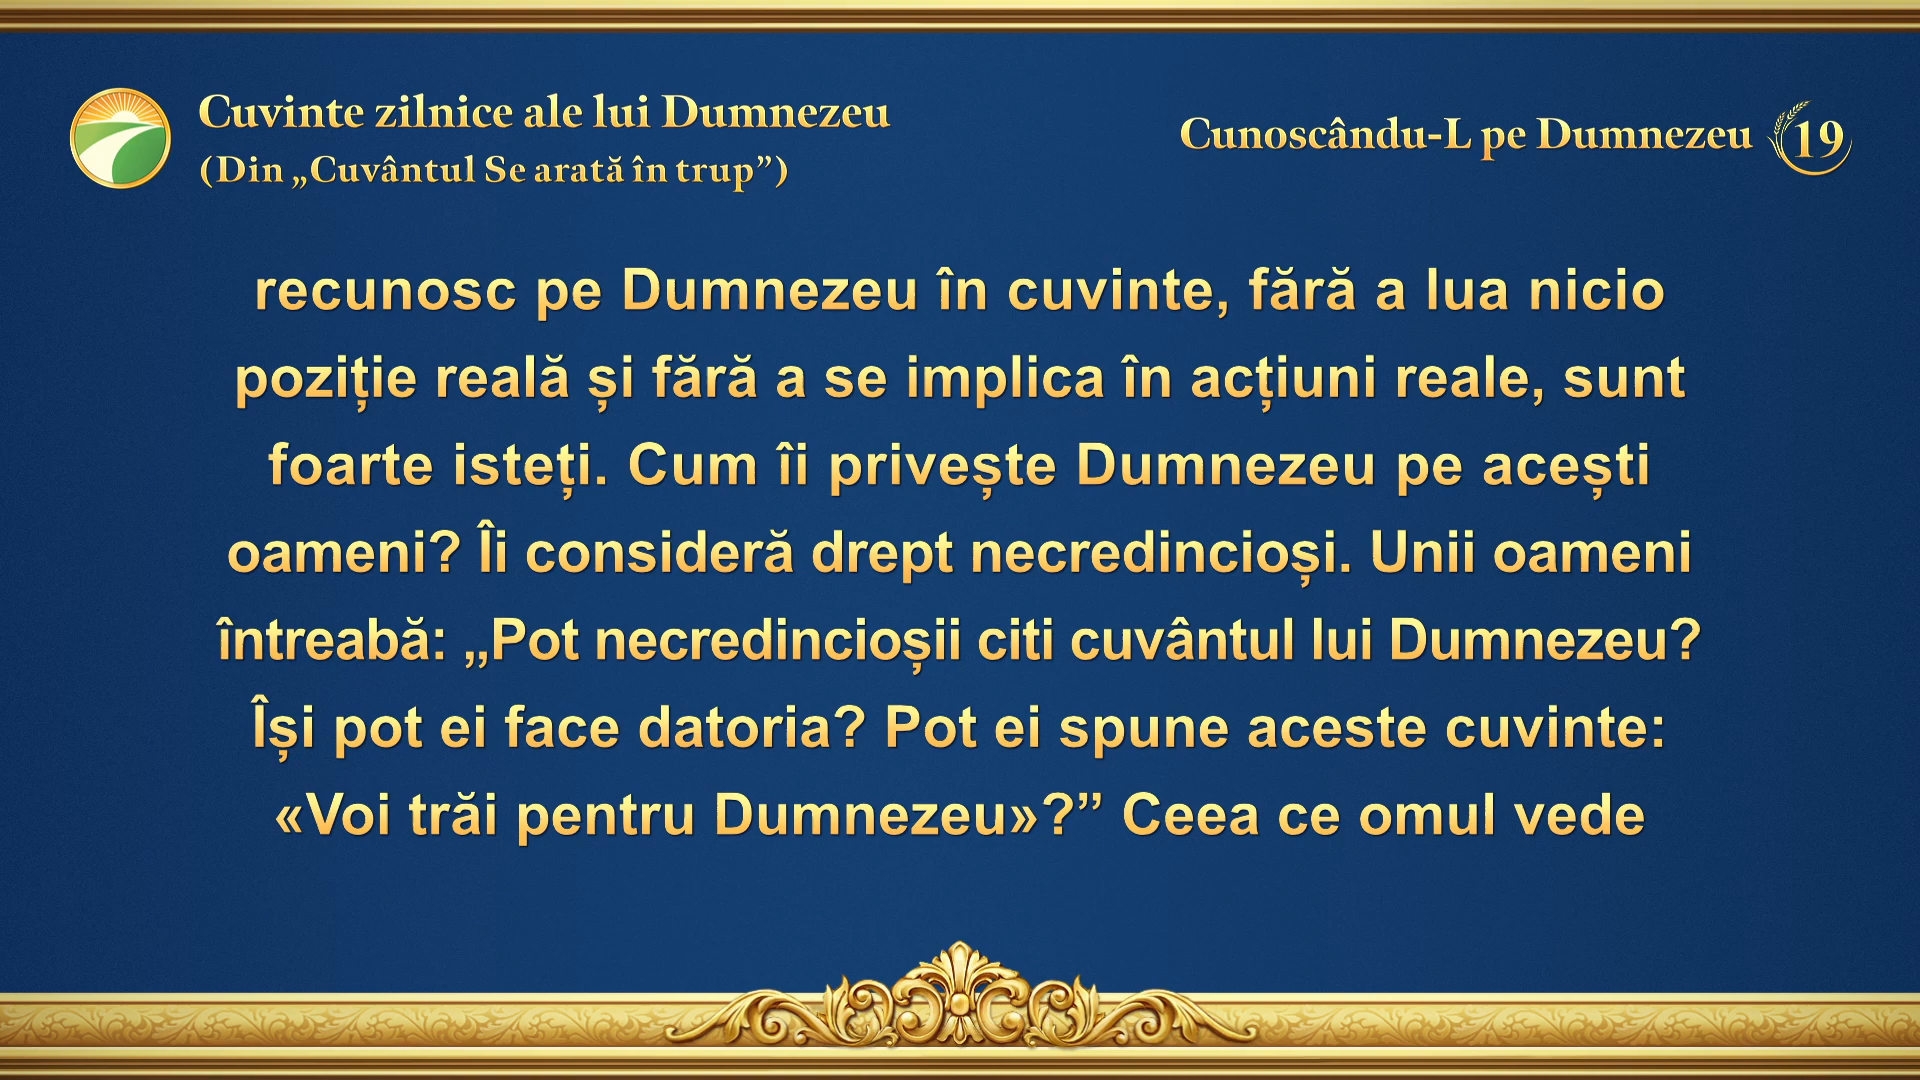 Cuvinte zilnice ale lui Dumnezeu
(Din „Cuvântul Se arată în trup”)
Cunoscându-L pe Dumnezeu 19
recunosc pe Dumnezeu în cuvinte, fără a lua nicio
poziție reală și fără a se implica în acțiuni reale, sunt
foarte isteți. Cum îi privește Dumnezeu pe acești
oameni? Îi consideră drept necredincioși. Unii oameni
întreabă: „Pot necredincioșii citi cuvântul lui Dumnezeu?
Își pot ei face datoria? Pot ei spune aceste cuvinte:
«Voi trăi pentru Dumnezeu»?” Ceea ce omul vede